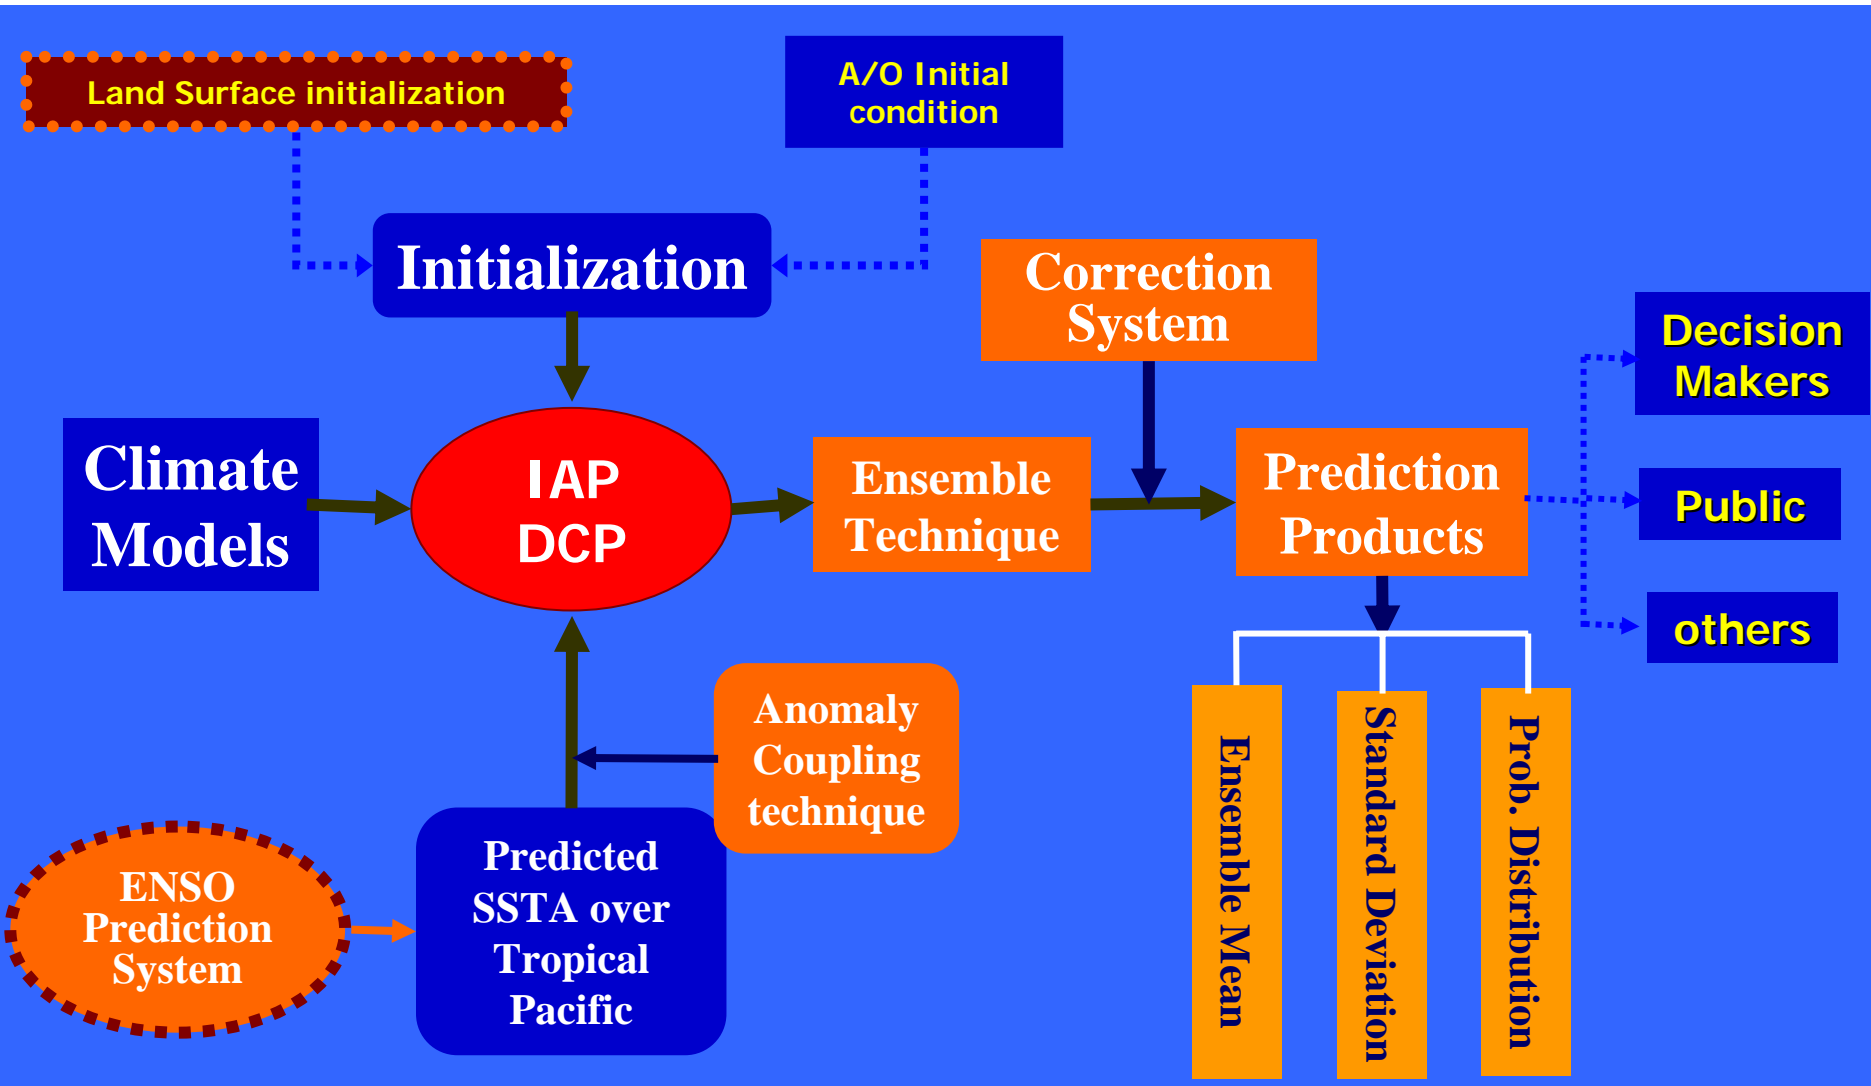 Land Surface initialization
A/O Initial
condition
Initialization
Correction
System
Decision
Makers
Climate
Models
IAP
DCP
Ensemble
Technique
Prediction
Products
Public
others
Anomaly
Coupling
technique
ENSO
Prediction
System
Predicted
SSTA over
Tropical
Pacific
Ensemble Mean
Standard Deviation
Prob. Distribution